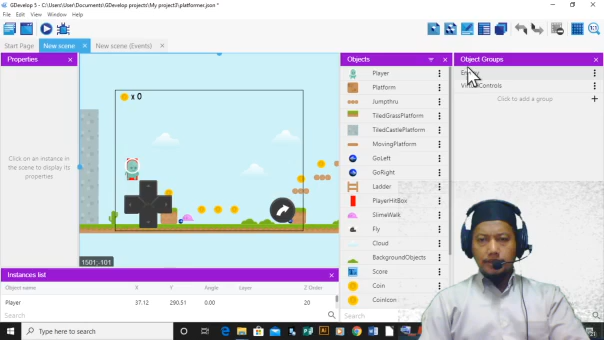 GDevelop 5 - C:\Users\User\Documents\GDevelop projects\My project3\platformer.json *
File Edit View Window Help
Start Page New scene × New scene (Events) ×
Properties ×
Click on an instance in the scene to display its properties
x 0
1501;-101
Objects ×
Player
Platform
Jumpthru
TiledGrassPlatform
TiledCastlePlatform
MovingPlatform
GoLeft
GoRight
Ladder
PlayerHitBox
SlimeWalk
Fly
Cloud
BackgroundObjects
Score
Coin
CoinIcon
Search
Object Groups ×
Click to add a group
Instances list ×
Object name X Y Angle Layer Z Order
Player 37.12 290.51 0.00 20
Search
Type here to search